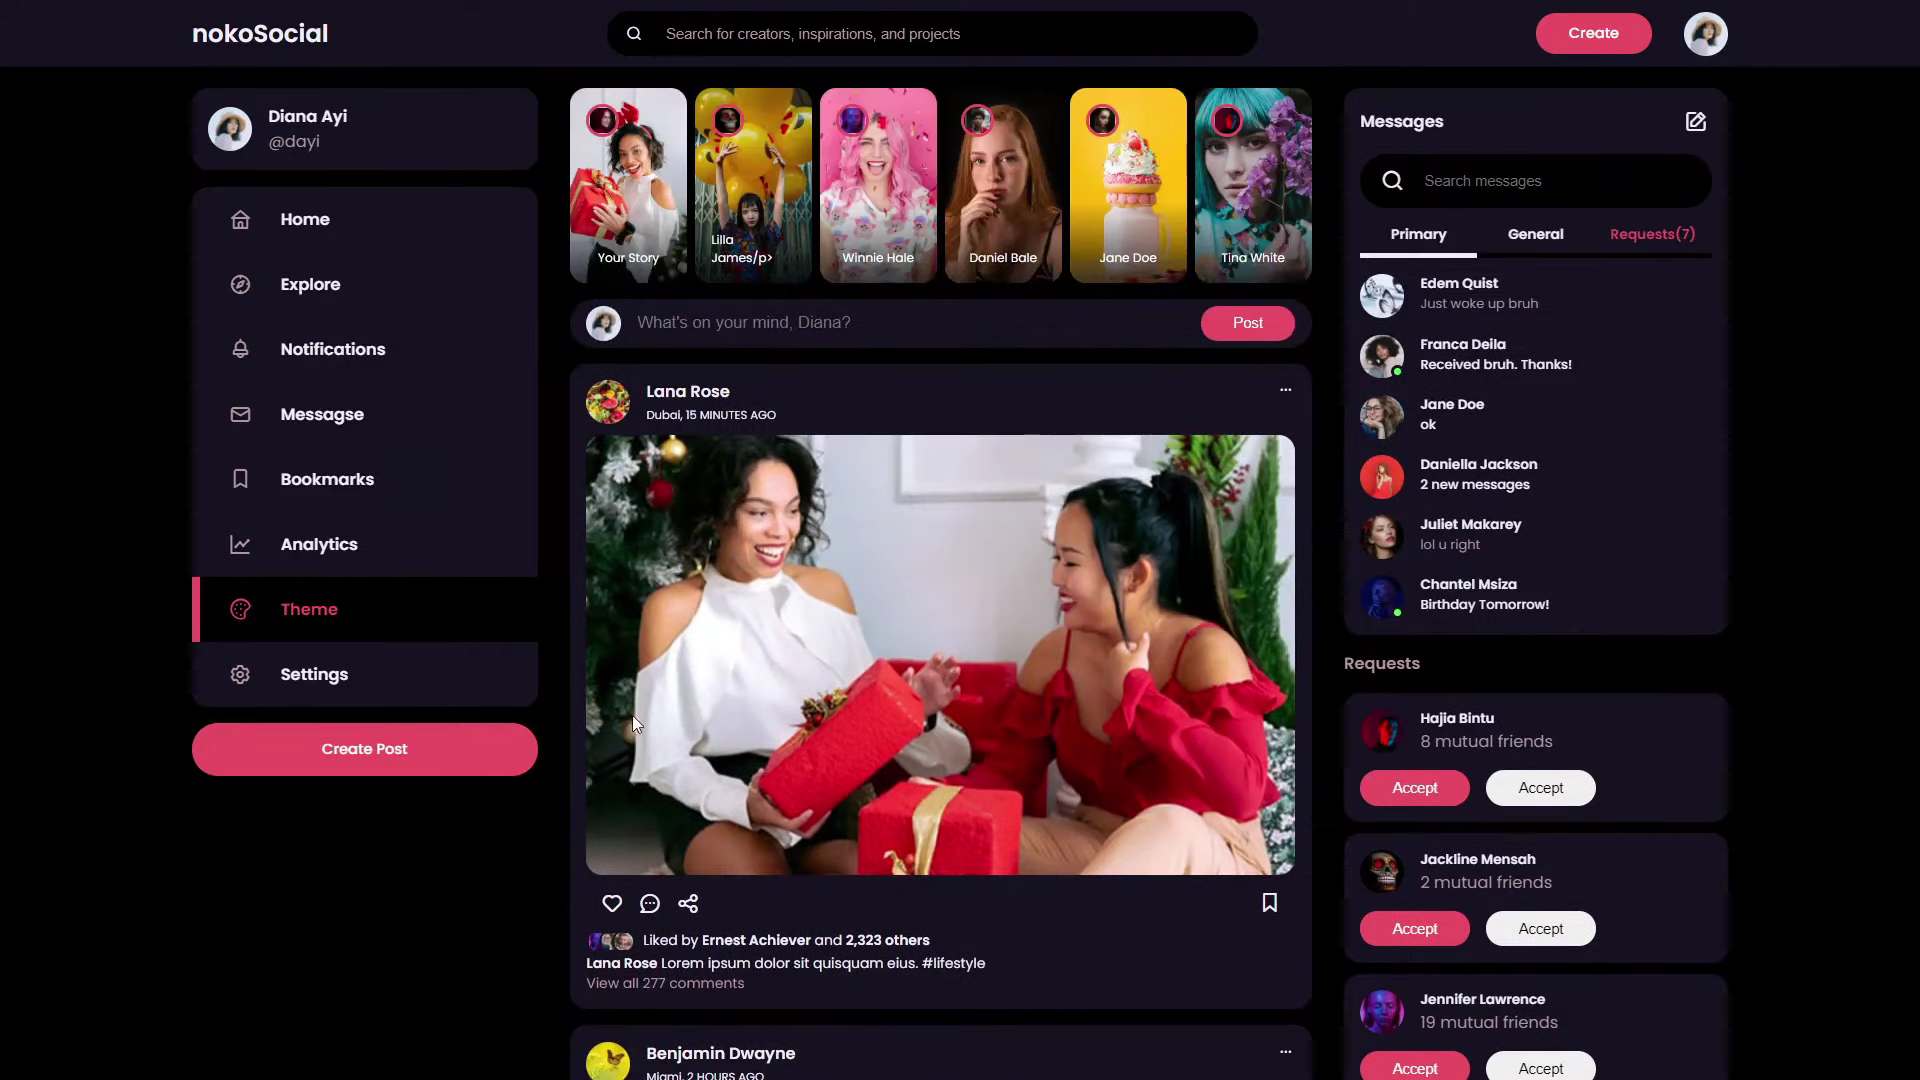 nokoSocial
Search for creators, inspirations, and projects
Create
Diana Ayi
@dayi
Home
Explore
Notifications
Messagse
Bookmarks
Analytics
Theme
Settings
Create Post
Your Story
Lilla
James/p>
Winnie Hale
Daniel Bale
Jane Doe
Tina White
What's on your mind, Diana?
Post
Lana Rose
Dubai, 15 MINUTES AGO
Liked by Ernest Achiever and 2,323 others
Lana Rose Lorem ipsum dolor sit quisquam eius. #lifestyle
View all 277 comments
Benjamin Dwayne
Miami, 2 HOURS AGO
Messages
Search messages
Primary
General
Requests(7)
Edem Quist
Just woke up bruh
Franca Deila
Received bruh. Thanks!
Jane Doe
ok
Daniella Jackson
2 new messages
Juliet Makarey
lol u right
Chantel Msiza
Birthday Tomorrow!
Requests
Hajia Bintu
8 mutual friends
Accept
Accept
Jackline Mensah
2 mutual friends
Accept
Accept
Jennifer Lawrence
19 mutual friends
Accept
Accept